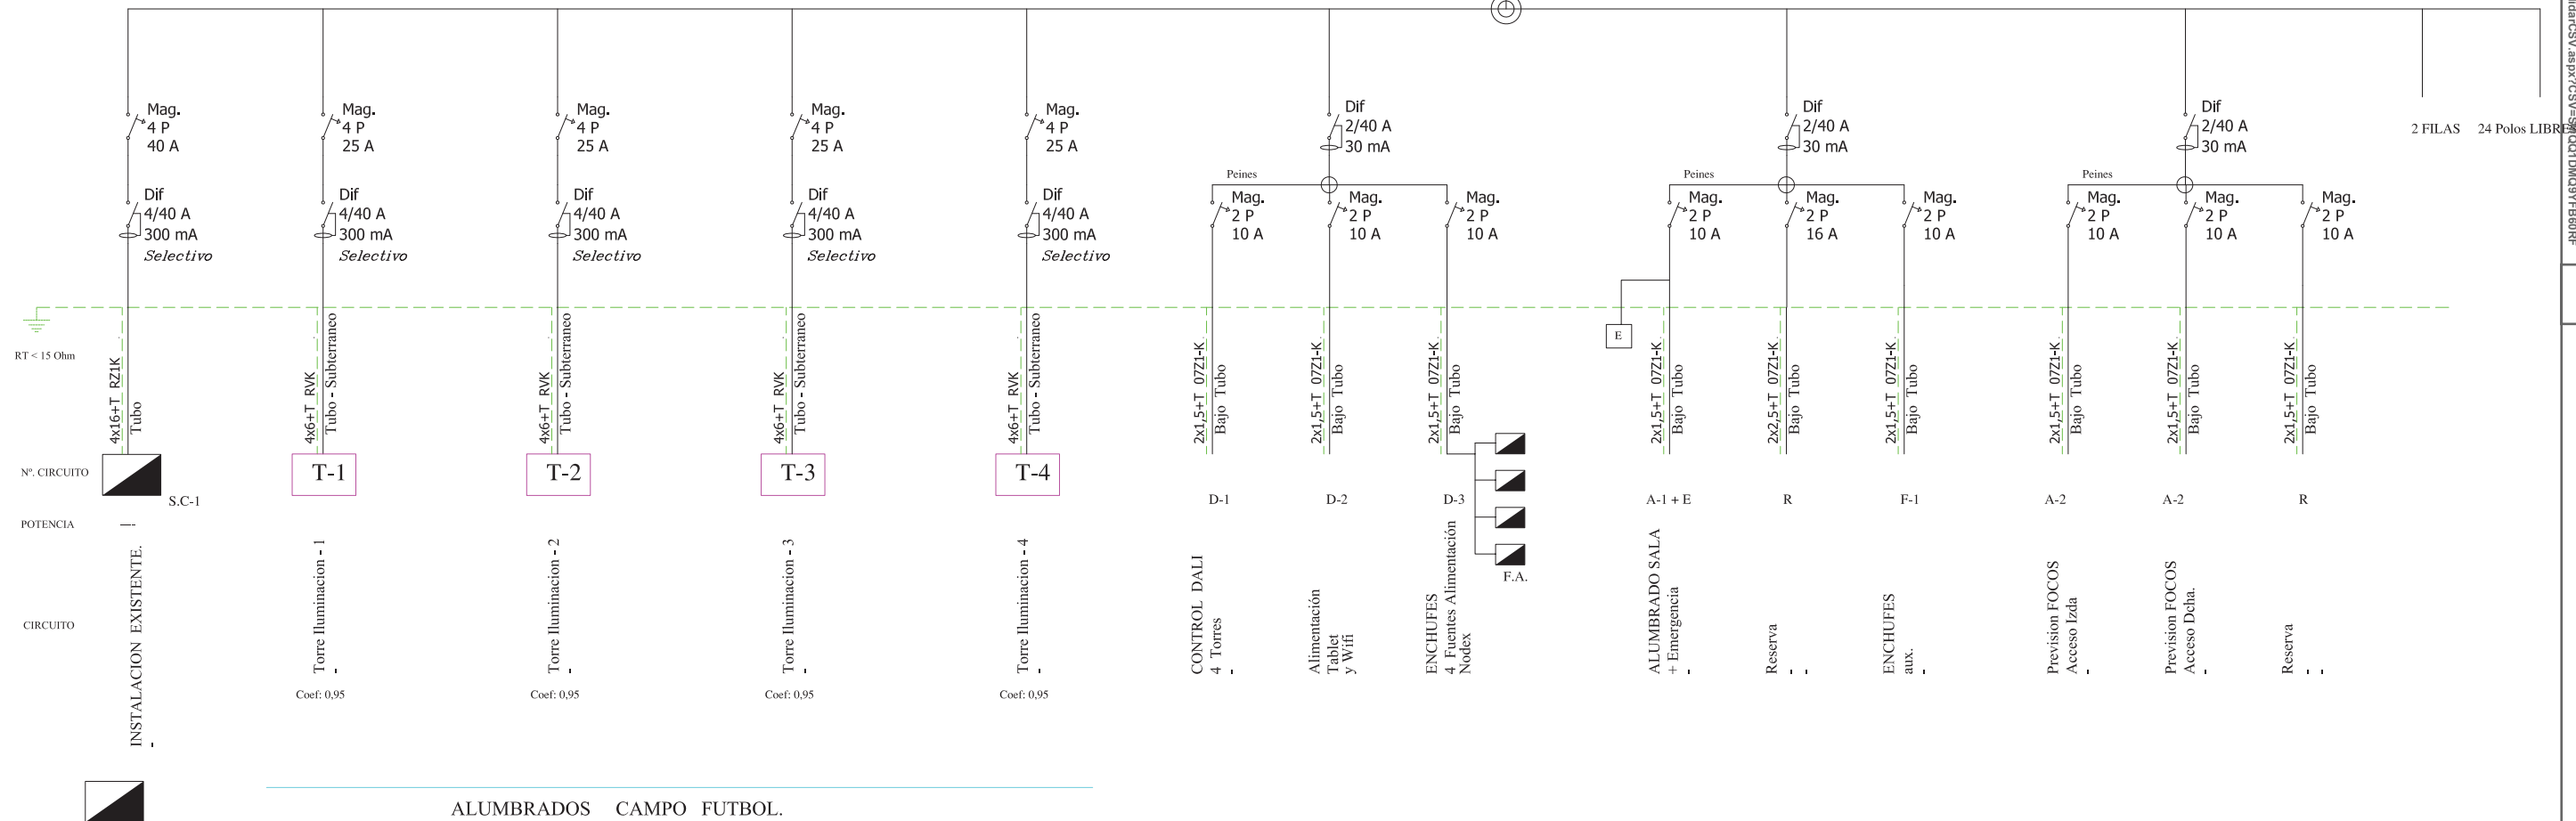 Mag.
4 P
40 A
Mag.
4 P
25 A
Mag.
4 P
25 A
Mag.
4 P
25 A
Mag.
4 P
25 A
Dif
2/40 A
30 mA
Dif
2/40 A
30 mA
Dif
2/40 A
30 mA
2 FILAS
24 Polos LIBRES
Dif
4/40 A
300 mA
Selectivo
Dif
4/40 A
300 mA
Selectivo
Dif
4/40 A
300 mA
Selectivo
Dif
4/40 A
300 mA
Selectivo
Dif
4/40 A
300 mA
Selectivo
Peines
Mag.
2 P
10 A
Mag.
2 P
10 A
Mag.
2 P
10 A
Peines
Mag.
2 P
10 A
Mag.
2 P
16 A
Mag.
2 P
10 A
Peines
Mag.
2 P
10 A
Mag.
2 P
10 A
Mag.
2 P
10 A
E
RT < 15 Ohm
4x16+T RZ1K
Tubo
4x6+T RVK
Tubo - Subterraneo
4x6+T RVK
Tubo - Subterraneo
4x6+T RVK
Tubo - Subterraneo
4x6+T RVK
Tubo - Subterraneo
2x1,5+T 07Z1-K.
Bajo Tubo
2x1,5+T 07Z1-K.
Bajo Tubo
2x1,5+T 07Z1-K.
Bajo Tubo
2x1,5+T 07Z1-K.
Bajo Tubo
2x2,5+T 07Z1-K.
Bajo Tubo
2x1,5+T 07Z1-K.
Bajo Tubo
2x1,5+T 07Z1-K.
Bajo Tubo
2x1,5+T 07Z1-K.
Bajo Tubo
2x1,5+T 07Z1-K.
Bajo Tubo
Nº. CIRCUITO
S.C-1
T-1
T-2
T-3
T-4
D-1
D-2
D-3
A-1 + E
R
F-1
A-2
A-2
R
POTENCIA
----
F.A.
CIRCUITO
INSTALACION EXISTENTE.
-
Torre Iluminacion - 1
-
Torre Iluminacion - 2
-
Torre Iluminacion - 3
-
Torre Iluminacion - 4
-
CONTROL DALI
4 Torres
-
Alimentación
Tablet
y Wifi
ENCHUFES
4 Fuentes Alimentación
Nodex
ALUMBRADO SALA
+ Emergencia
-
Reserva
-
-
ENCHUFES
aux.
-
Prevision FOCOS
Acceso Izda
-
Prevision FOCOS
Acceso Dcha.
-
Reserva
-
-
Coef: 0,95
Coef: 0,95
Coef: 0,95
Coef: 0,95
ALUMBRADOS CAMPO FUTBOL.